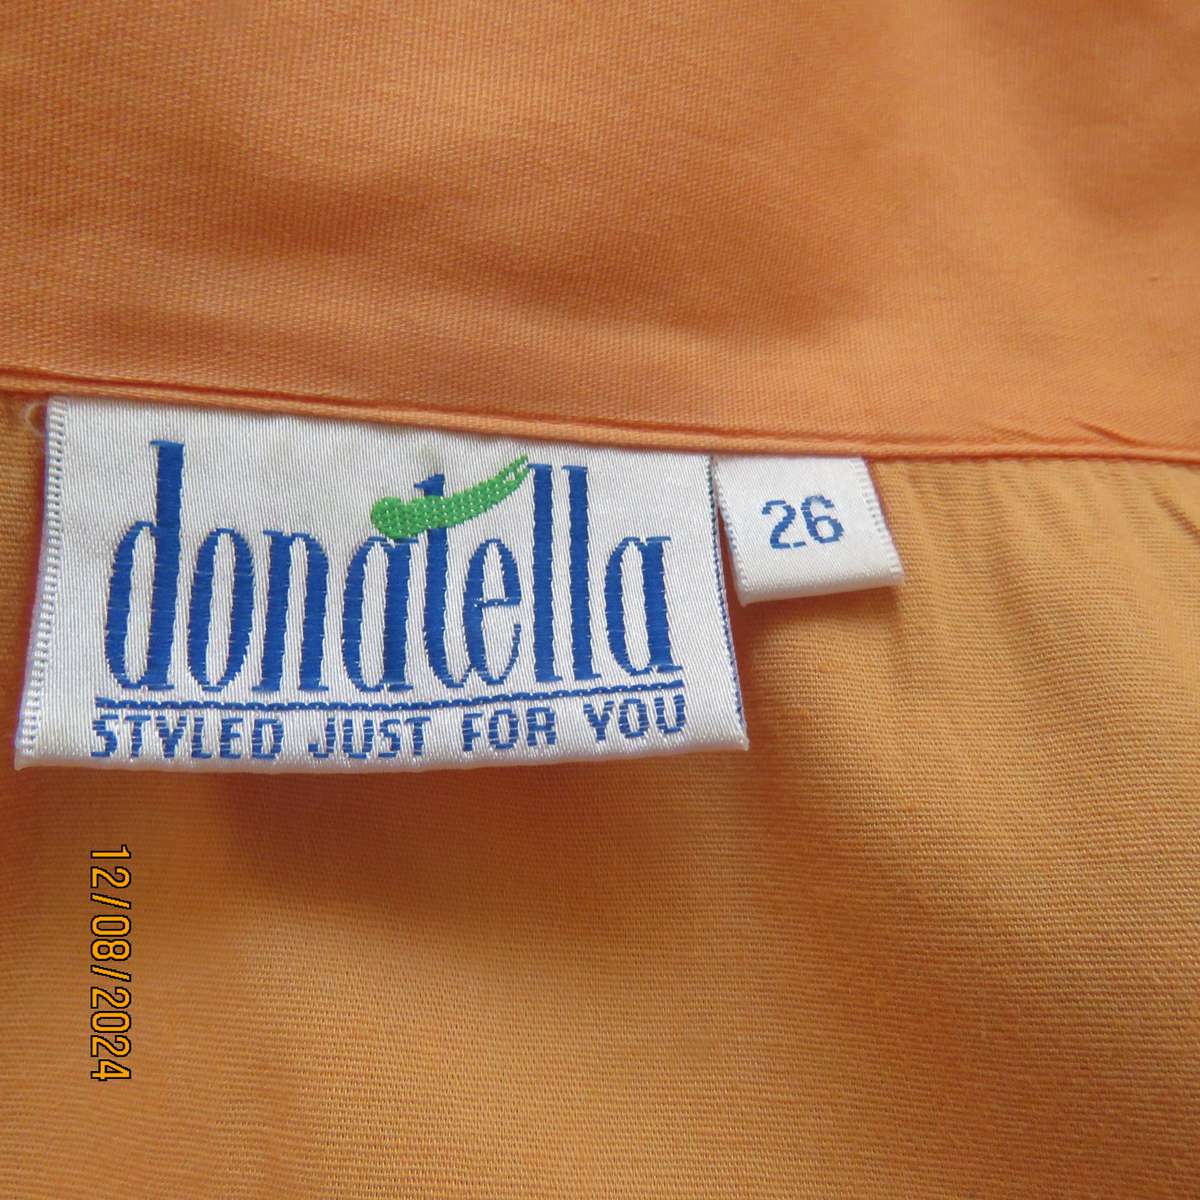 donatella
STYLED JUST FOR YOU
26
12/08/2024